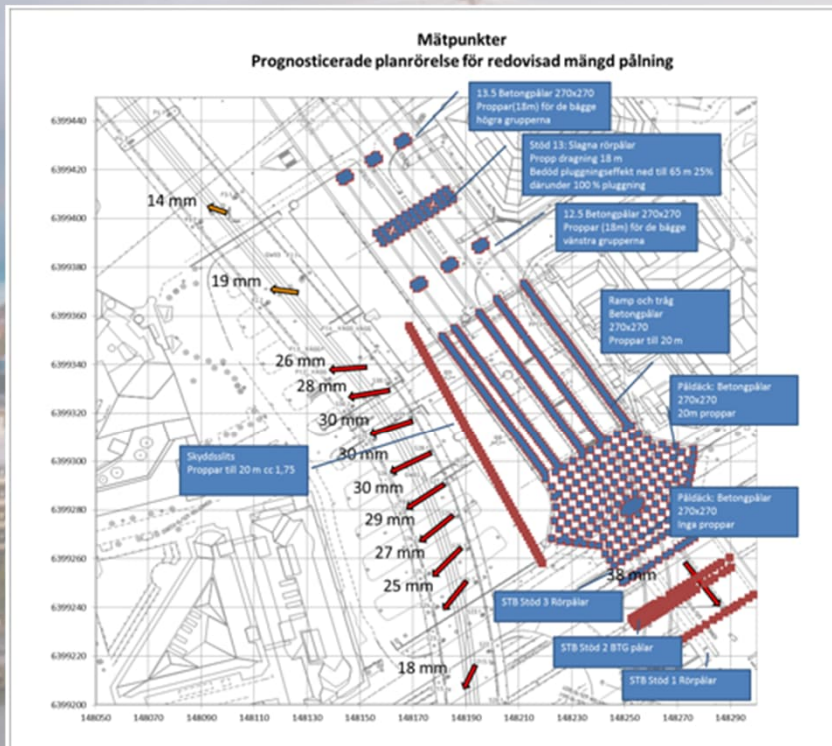 Mätpunkter
Prognosticerade planrörelse för redovisad mängd pålning
13.5 Betongpålar 270x270
Proppar(18m) för de bägge
högra grupperna
Stöd 13: Slagna rörpålar
Propp dragning 18 m
Bedöd pluggningseffekt ned till 65 m 25%
därunder 100 % pluggning
12.5 Betongpålar 270x270
Proppar (18m) för de bägge
vänstra grupperna
Ramp och tråg
Betongpålar
270x270
Proppar till 20 m
Påldäck: Betongpålar
270x270
20m proppar
Påldäck: Betongpålar
270x270
Inga proppar
Skyddsslits
Proppar till 20 m cc 1,75
STB Stöd 3 Rörpålar
STB Stöd 2 BTG pålar
STB Stöd 1 Rörpålar
14 mm
19 mm
26 mm
28 mm
30 mm
30 mm
30 mm
29 mm
27 mm
25 mm
18 mm
38 mm
6399440
6399420
6399400
6399380
6399360
6399340
6399320
6399300
6399280
6399260
6399240
6399220
6399200
148050 148070 148090 148110 148130 148150 148170 148190 148210 148230 148250 148270 148290